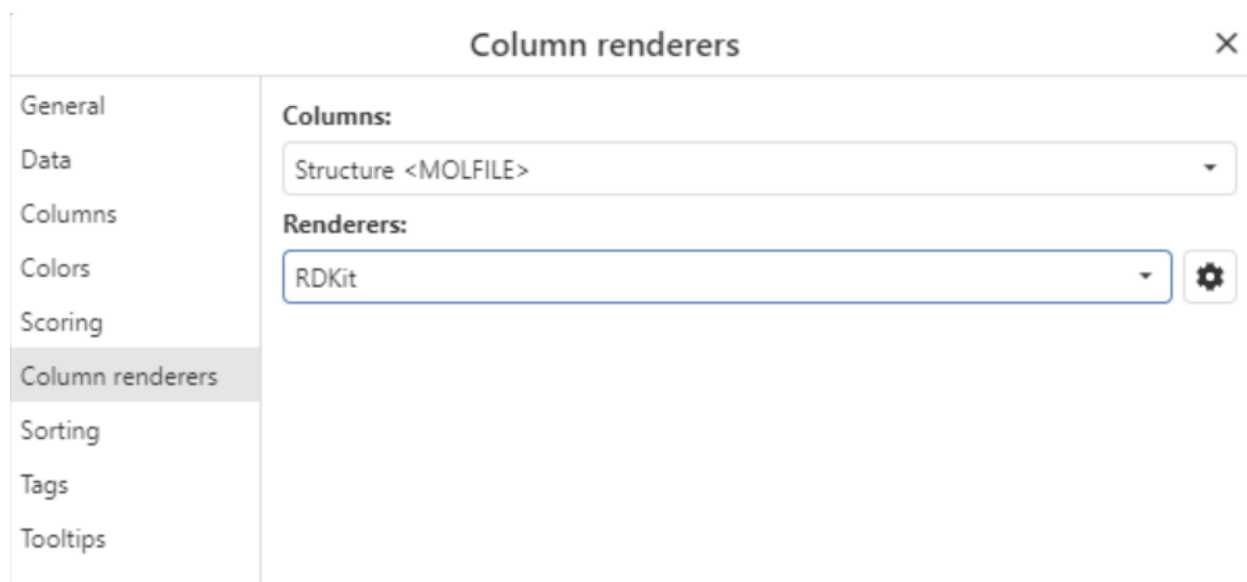 Column renderers
General
Data
Columns
Colors
Scoring
Column renderers
Sorting
Tags
Tooltips
Columns:
Structure <MOLFILE>
Renderers:
RDKit